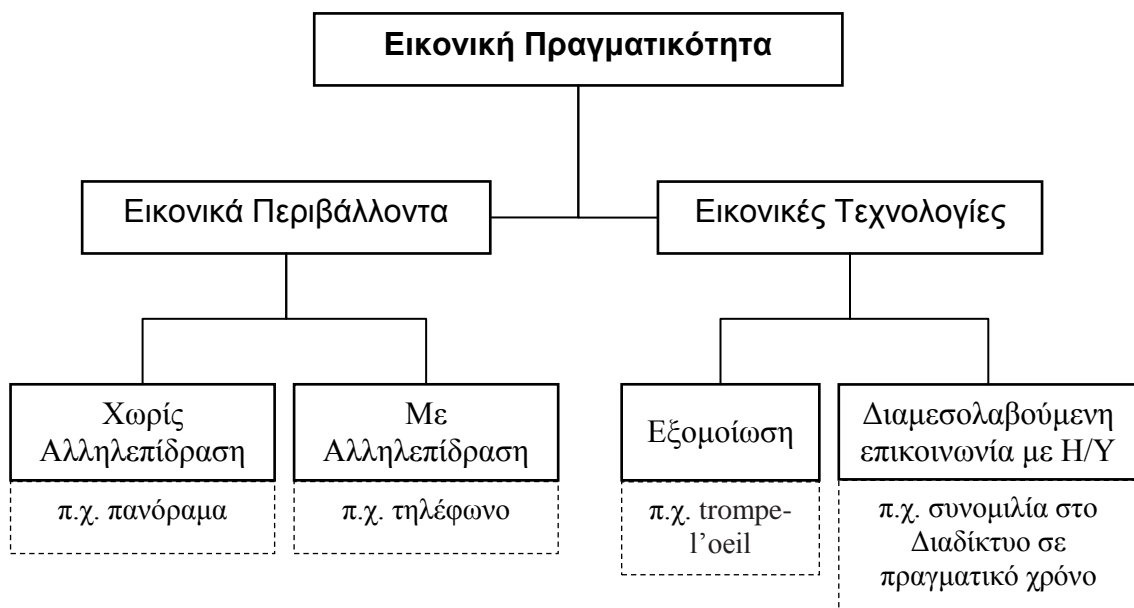 Εικονική Πραγματικότητα
Εικονικά Περιβάλλοντα
Εικονικές Τεχνολογίες
Χωρίς
Αλληλεπίδραση
π.χ. πανόραμα
Με
Αλληλεπίδραση
π.χ. τηλέφωνο
Εξομοίωση
π.χ. trompe-
l’oeil
Διαμεσολαβούμενη
επικοινωνία με Η/Υ
π.χ. συνομιλία στο
Διαδίκτυο σε
πραγματικό χρόνο